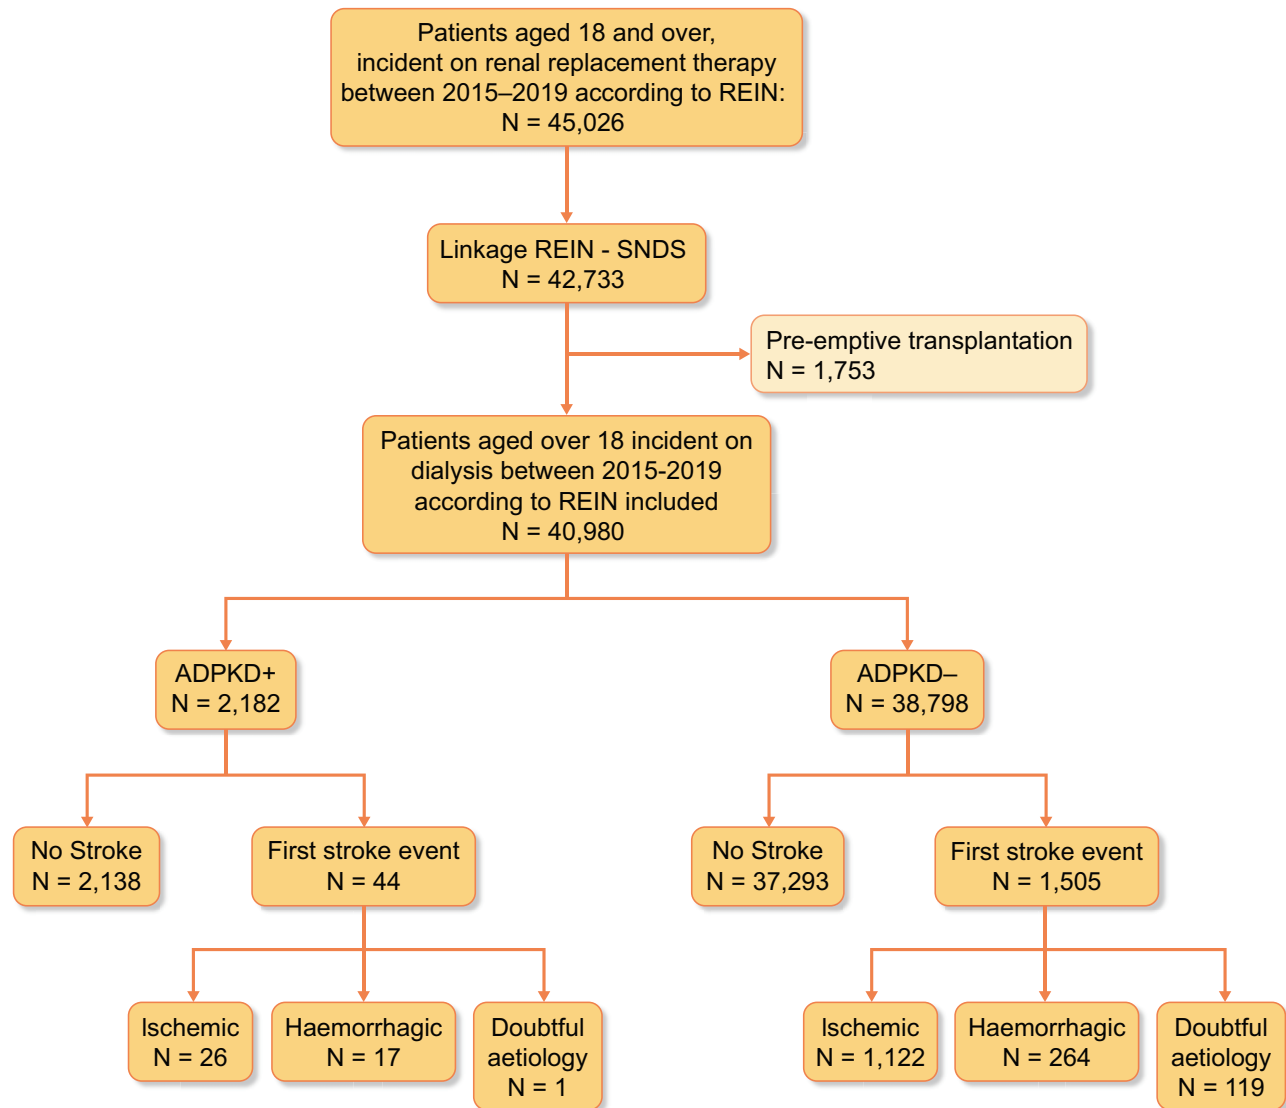 Patients aged 18 and over,
incident on renal replacement therapy
between 2015–2019 according to REIN:
N = 45,026
Linkage REIN - SNDS
N = 42,733
Pre-emptive transplantation
N = 1,753
Patients aged over 18 incident on
dialysis between 2015-2019
according to REIN included
N = 40,980
ADPKD+
N = 2,182
ADPKD–
N = 38,798
No Stroke
N = 2,138
First stroke event
N = 44
No Stroke
N = 37,293
First stroke event
N = 1,505
Ischemic
N = 26
Haemorrhagic
N = 17
Doubtful
aetiology
N = 1
Ischemic
N = 1,122
Haemorrhagic
N = 264
Doubtful
aetiology
N = 119